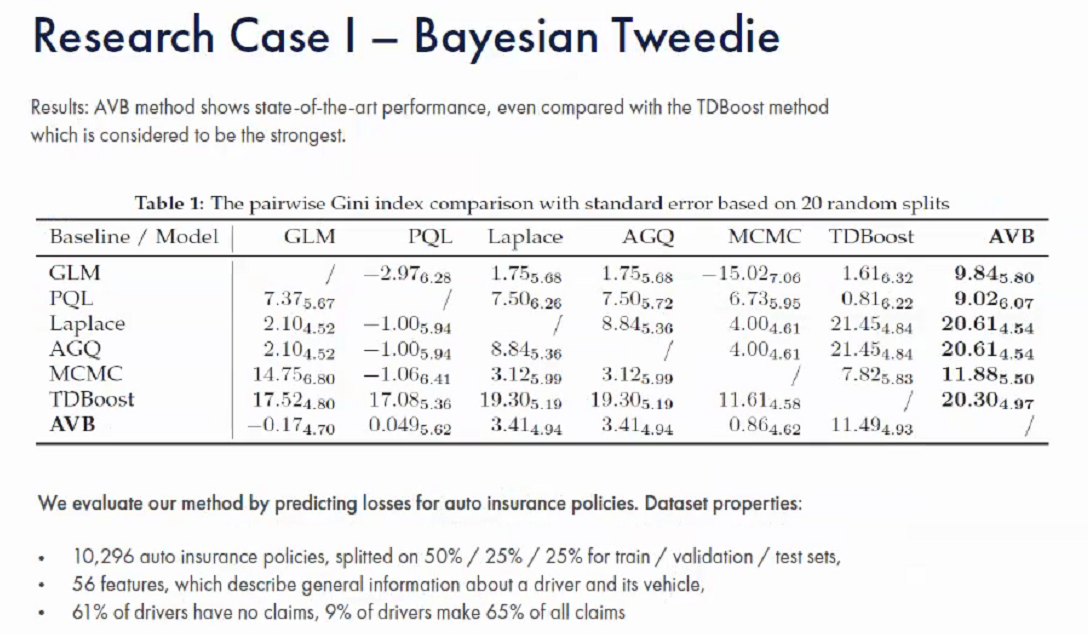 Research Case I – Bayesian Tweedie
Results: AVB method shows state-of-the-art performance, even compared with the TDBoost method
which is considered to be the strongest.
Table 1: The pairwise Gini index comparison with standard error based on 20 random splits
Baseline / Model GLM PQL Laplace AGQ MCMC TDBoost AVB
GLM / −2.976.28 1.755.68 1.755.68 −15.027.06 1.616.32 9.845.80
PQL 7.375.67 / 7.506.26 7.505.72 6.735.95 0.816.22 9.026.07
Laplace 2.104.52 −1.005.94 / 8.845.36 4.004.61 21.454.84 20.614.54
AGQ 2.104.52 −1.005.94 8.845.36 / 4.004.61 21.454.84 20.614.54
MCMC 14.756.80 −1.066.41 3.125.99 3.125.99 / 7.825.83 11.885.50
TDBoost 17.524.80 17.085.36 19.305.19 19.305.19 11.614.58 / 20.304.97
AVB −0.174.70 0.0495.62 3.414.94 3.414.94 0.864.62 11.494.93 /
We evaluate our method by predicting losses for auto insurance policies. Dataset properties:
• 10,296 auto insurance policies, splitted on 50% / 25% / 25% for train / validation / test sets,
• 56 features, which describe general information about a driver and its vehicle,
• 61% of drivers have no claims, 9% of drivers make 65% of all claims